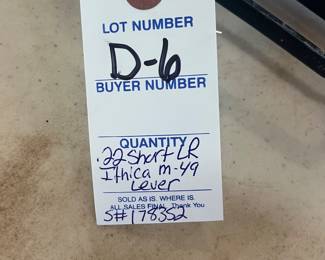 LOT NUMBER
D-6
BUYER NUMBER
QUANTITY
.22 Short LR
Ithica M-49
Lever
SOLD AS IS. WHERE IS.
ALL SALES FINAL. Thank You
S# 178352